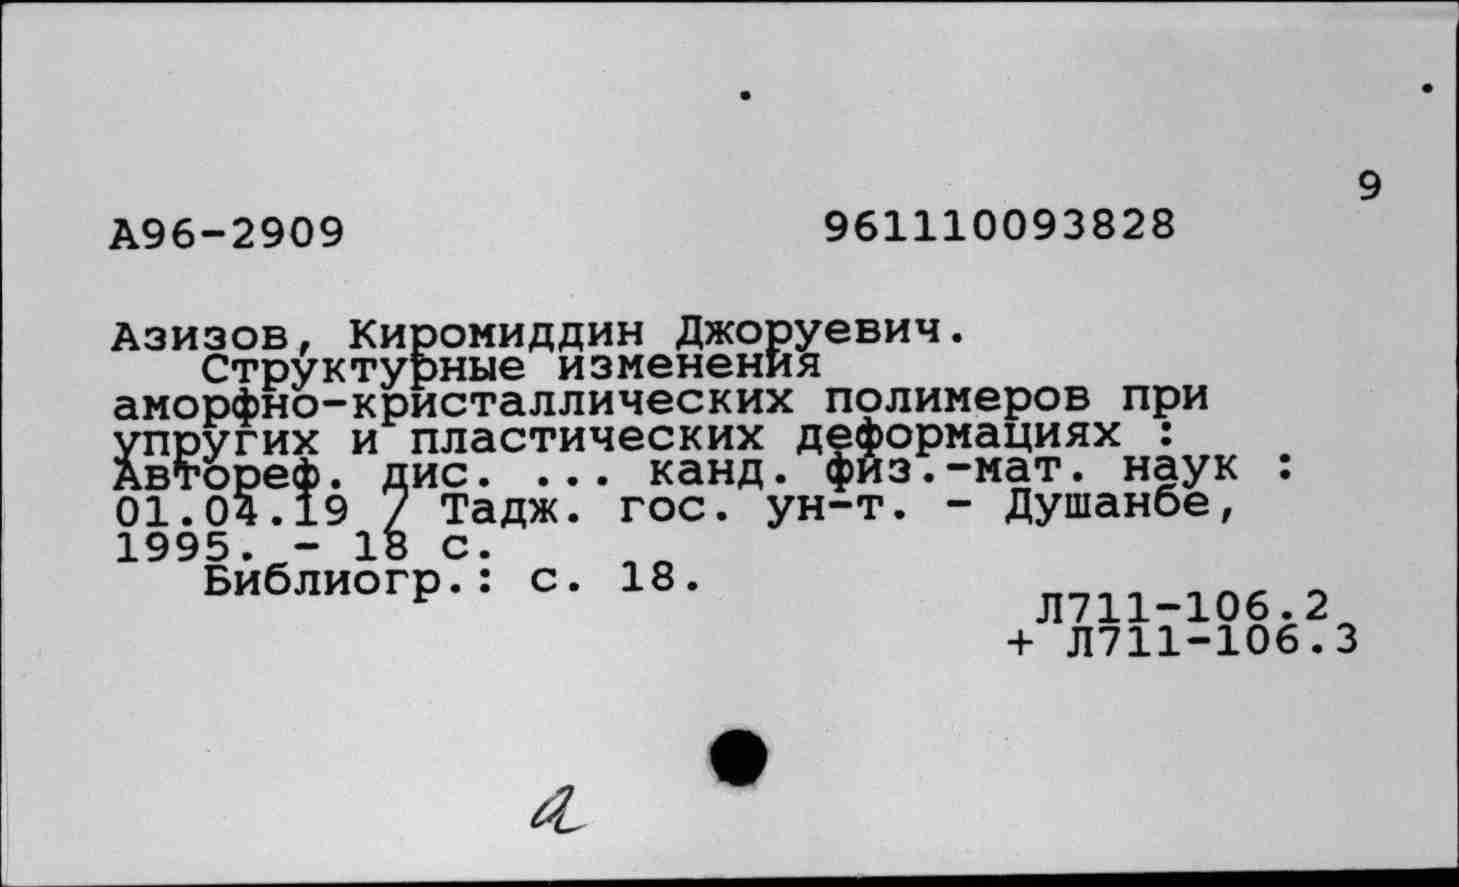 9
А96-2909 961110093828
Азизов, Киромиддин Джоруевич.
Структурные изменения
аморфно-кристаллических полимеров при
упругих и пластических деформациях :
Автореф. дис. ... канд. физ.-мат. наук :
01.04.19 / Тадж. гос. ун-т. - Душанбе,
1995. - 18 с.
Библиогр.: с. 18.
Л711-106.2
+ Л711-106.3
а